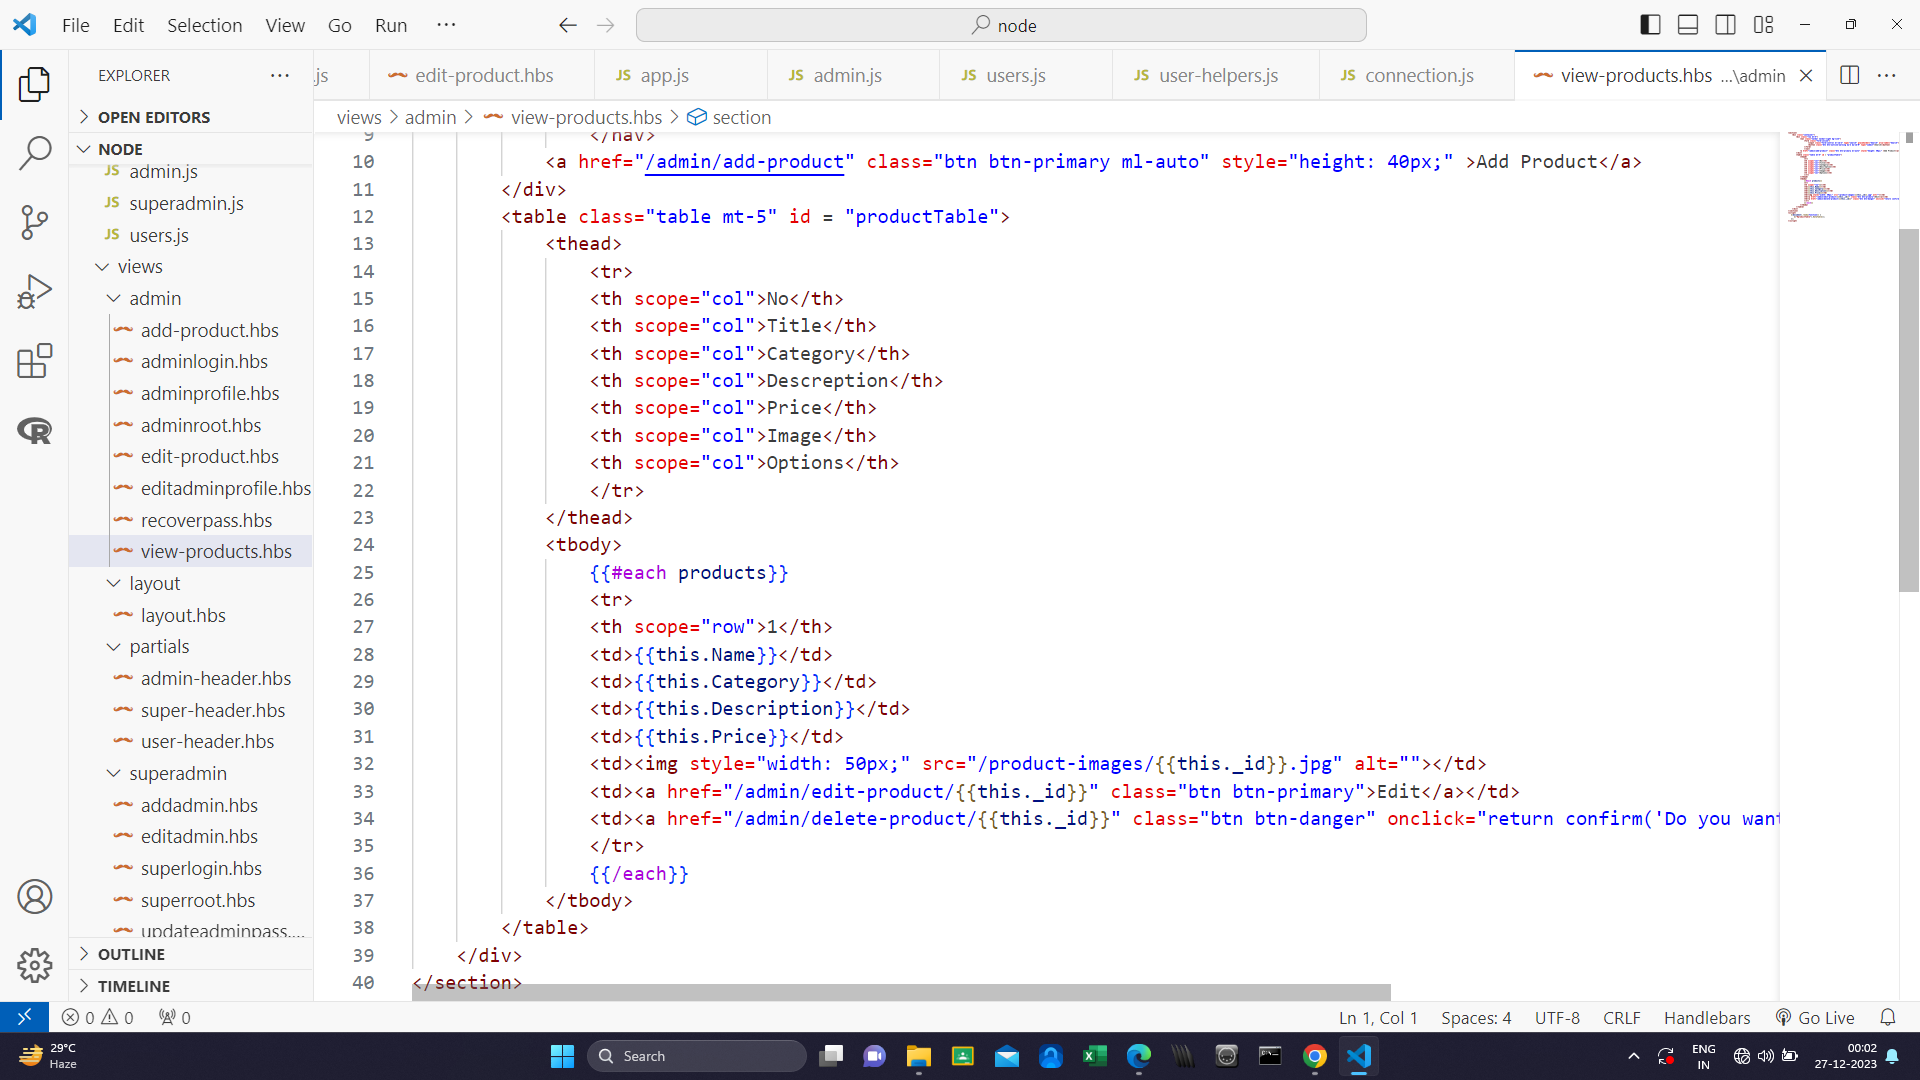 File Edit Selection View Go Run ···
node
EXPLORER ···
.js
edit-product.hbs
JS app.js
JS admin.js
JS users.js
JS user-helpers.js
JS connection.js
view-products.hbs ...\admin
OPEN EDITORS
NODE
JS admin.js
JS superadmin.js
JS users.js
views
admin
add-product.hbs
adminlogin.hbs
adminprofile.hbs
adminroot.hbs
edit-product.hbs
editadminprofile.hbs
recoverpass.hbs
view-products.hbs
layout
layout.hbs
partials
admin-header.hbs
super-header.hbs
user-header.hbs
superadmin
addadmin.hbs
editadmin.hbs
superlogin.hbs
superroot.hbs
updateadminpass....
OUTLINE
TIMELINE
views > admin > view-products.hbs > section
9 </nav>
10 <a href="/admin/add-product" class="btn btn-primary ml-auto" style="height: 40px;" >Add Product</a>
11 </div>
12 <table class="table mt-5" id = "productTable">
13 <thead>
14 <tr>
15 <th scope="col">No</th>
16 <th scope="col">Title</th>
17 <th scope="col">Category</th>
18 <th scope="col">Descreption</th>
19 <th scope="col">Price</th>
20 <th scope="col">Image</th>
21 <th scope="col">Options</th>
22 </tr>
23 </thead>
24 <tbody>
25 {{#each products}}
26 <tr>
27 <th scope="row">1</th>
28 <td>{{this.Name}}</td>
29 <td>{{this.Category}}</td>
30 <td>{{this.Description}}</td>
31 <td>{{this.Price}}</td>
32 <td><img style="width: 50px;" src="/product-images/{{this._id}}.jpg" alt=""></td>
33 <td><a href="/admin/edit-product/{{this._id}}" class="btn btn-primary">Edit</a></td>
34 <td><a href="/admin/delete-product/{{this._id}}" class="btn btn-danger" onclick="return confirm('Do you want
35 </tr>
36 {{/each}}
37 </tbody>
38 </table>
39 </div>
40 </section>
0 0 0
Ln 1, Col 1 Spaces: 4 UTF-8 CRLF Handlebars Go Live
29°C
Haze
Search
ENG
IN
00:02
27-12-2023